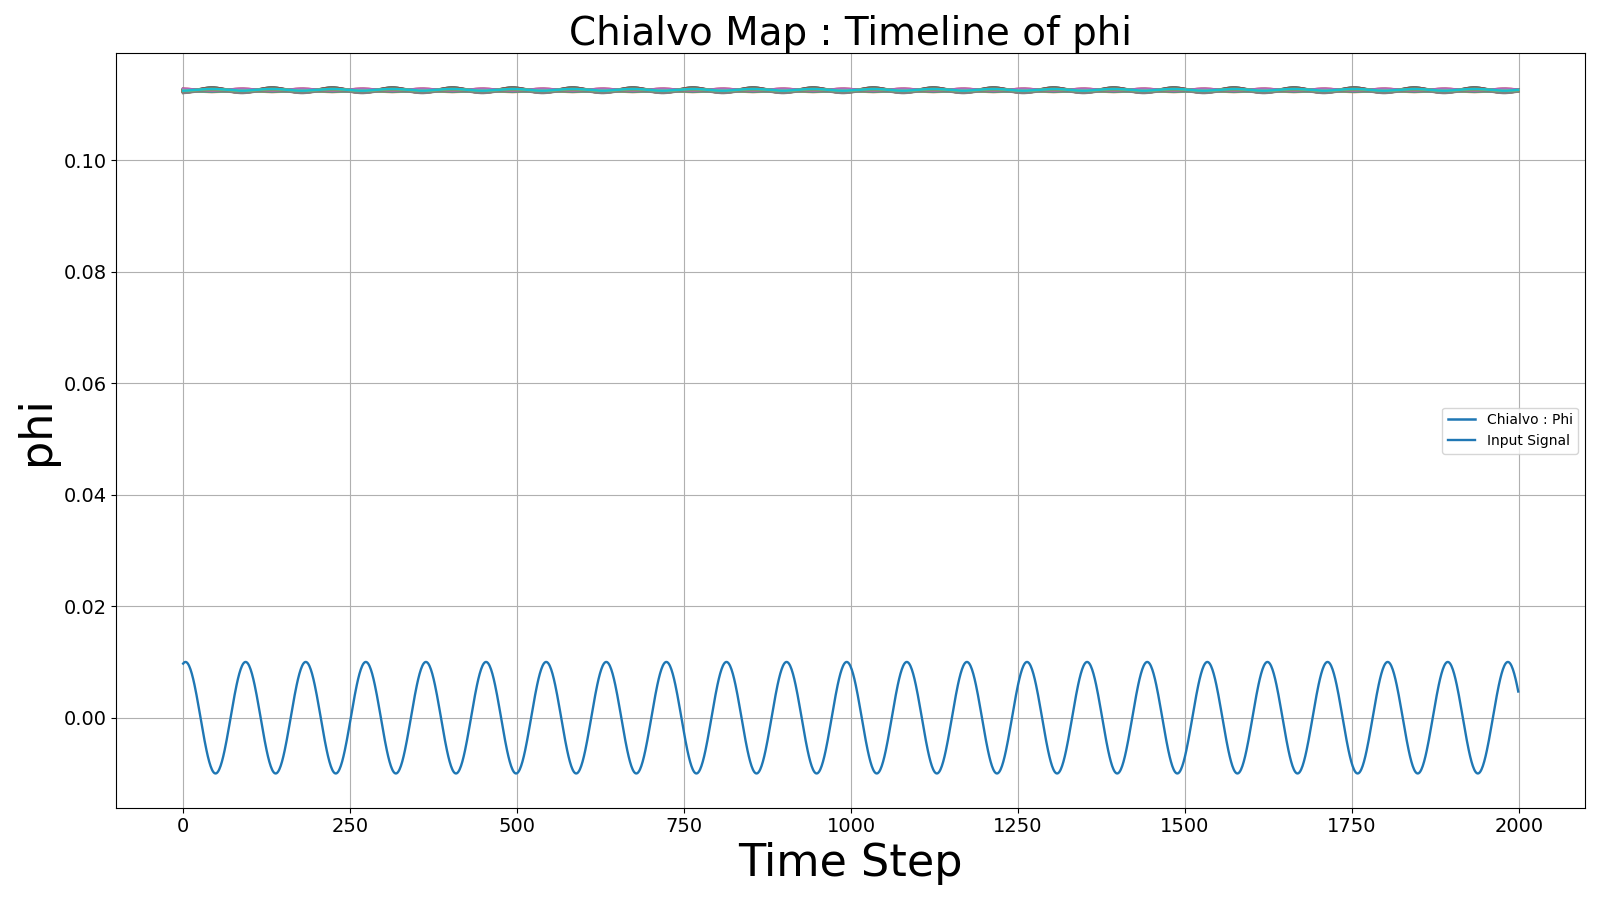 Chialvo Map : Timeline of phi
0.10
0.08
0.06
0.04
0.02
0.00
phi
Chialvo : Phi
Input Signal
0 250 500 750 1000 1250 1500 1750 2000
Time Step